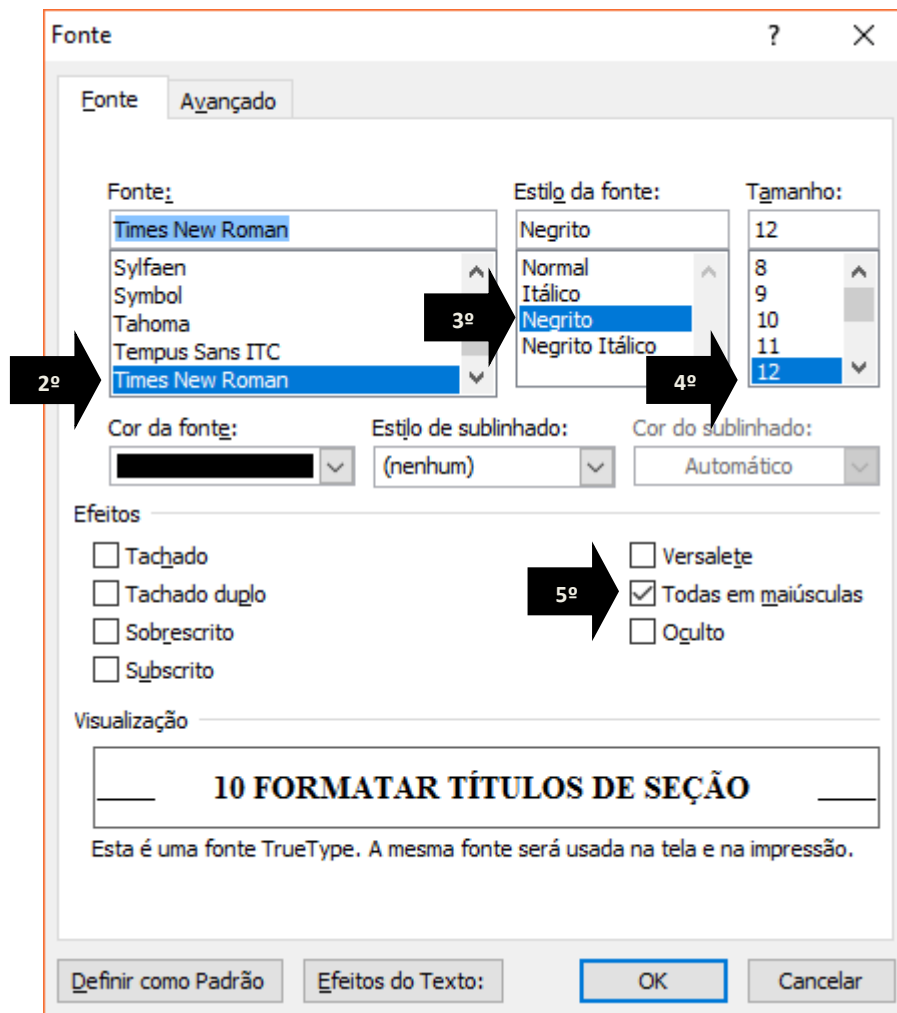 Fonte ?
Fonte Avançado
Fonte: Estilo da fonte: Tamanho:
Times New Roman Negrito 12
Sylfaen Normal 8
Symbol Itálico 9
Tahoma 3º Negrito 10
Tempus Sans ITC Negrito Itálico 11
2º Times New Roman 4º 12
Cor da fonte: Estilo de sublinhado: Cor do sublinhado:
(nenhum) Automático
Efeitos
Tachado Versalete
Tachado duplo 5º Todas em maiúsculas
Sobrescrito Oculto
Subscrito
Visualização
10 FORMATAR TÍTULOS DE SEÇÃO
Esta é uma fonte TrueType. A mesma fonte será usada na tela e na impressão.
Definir como Padrão Efeitos do Texto: OK Cancelar